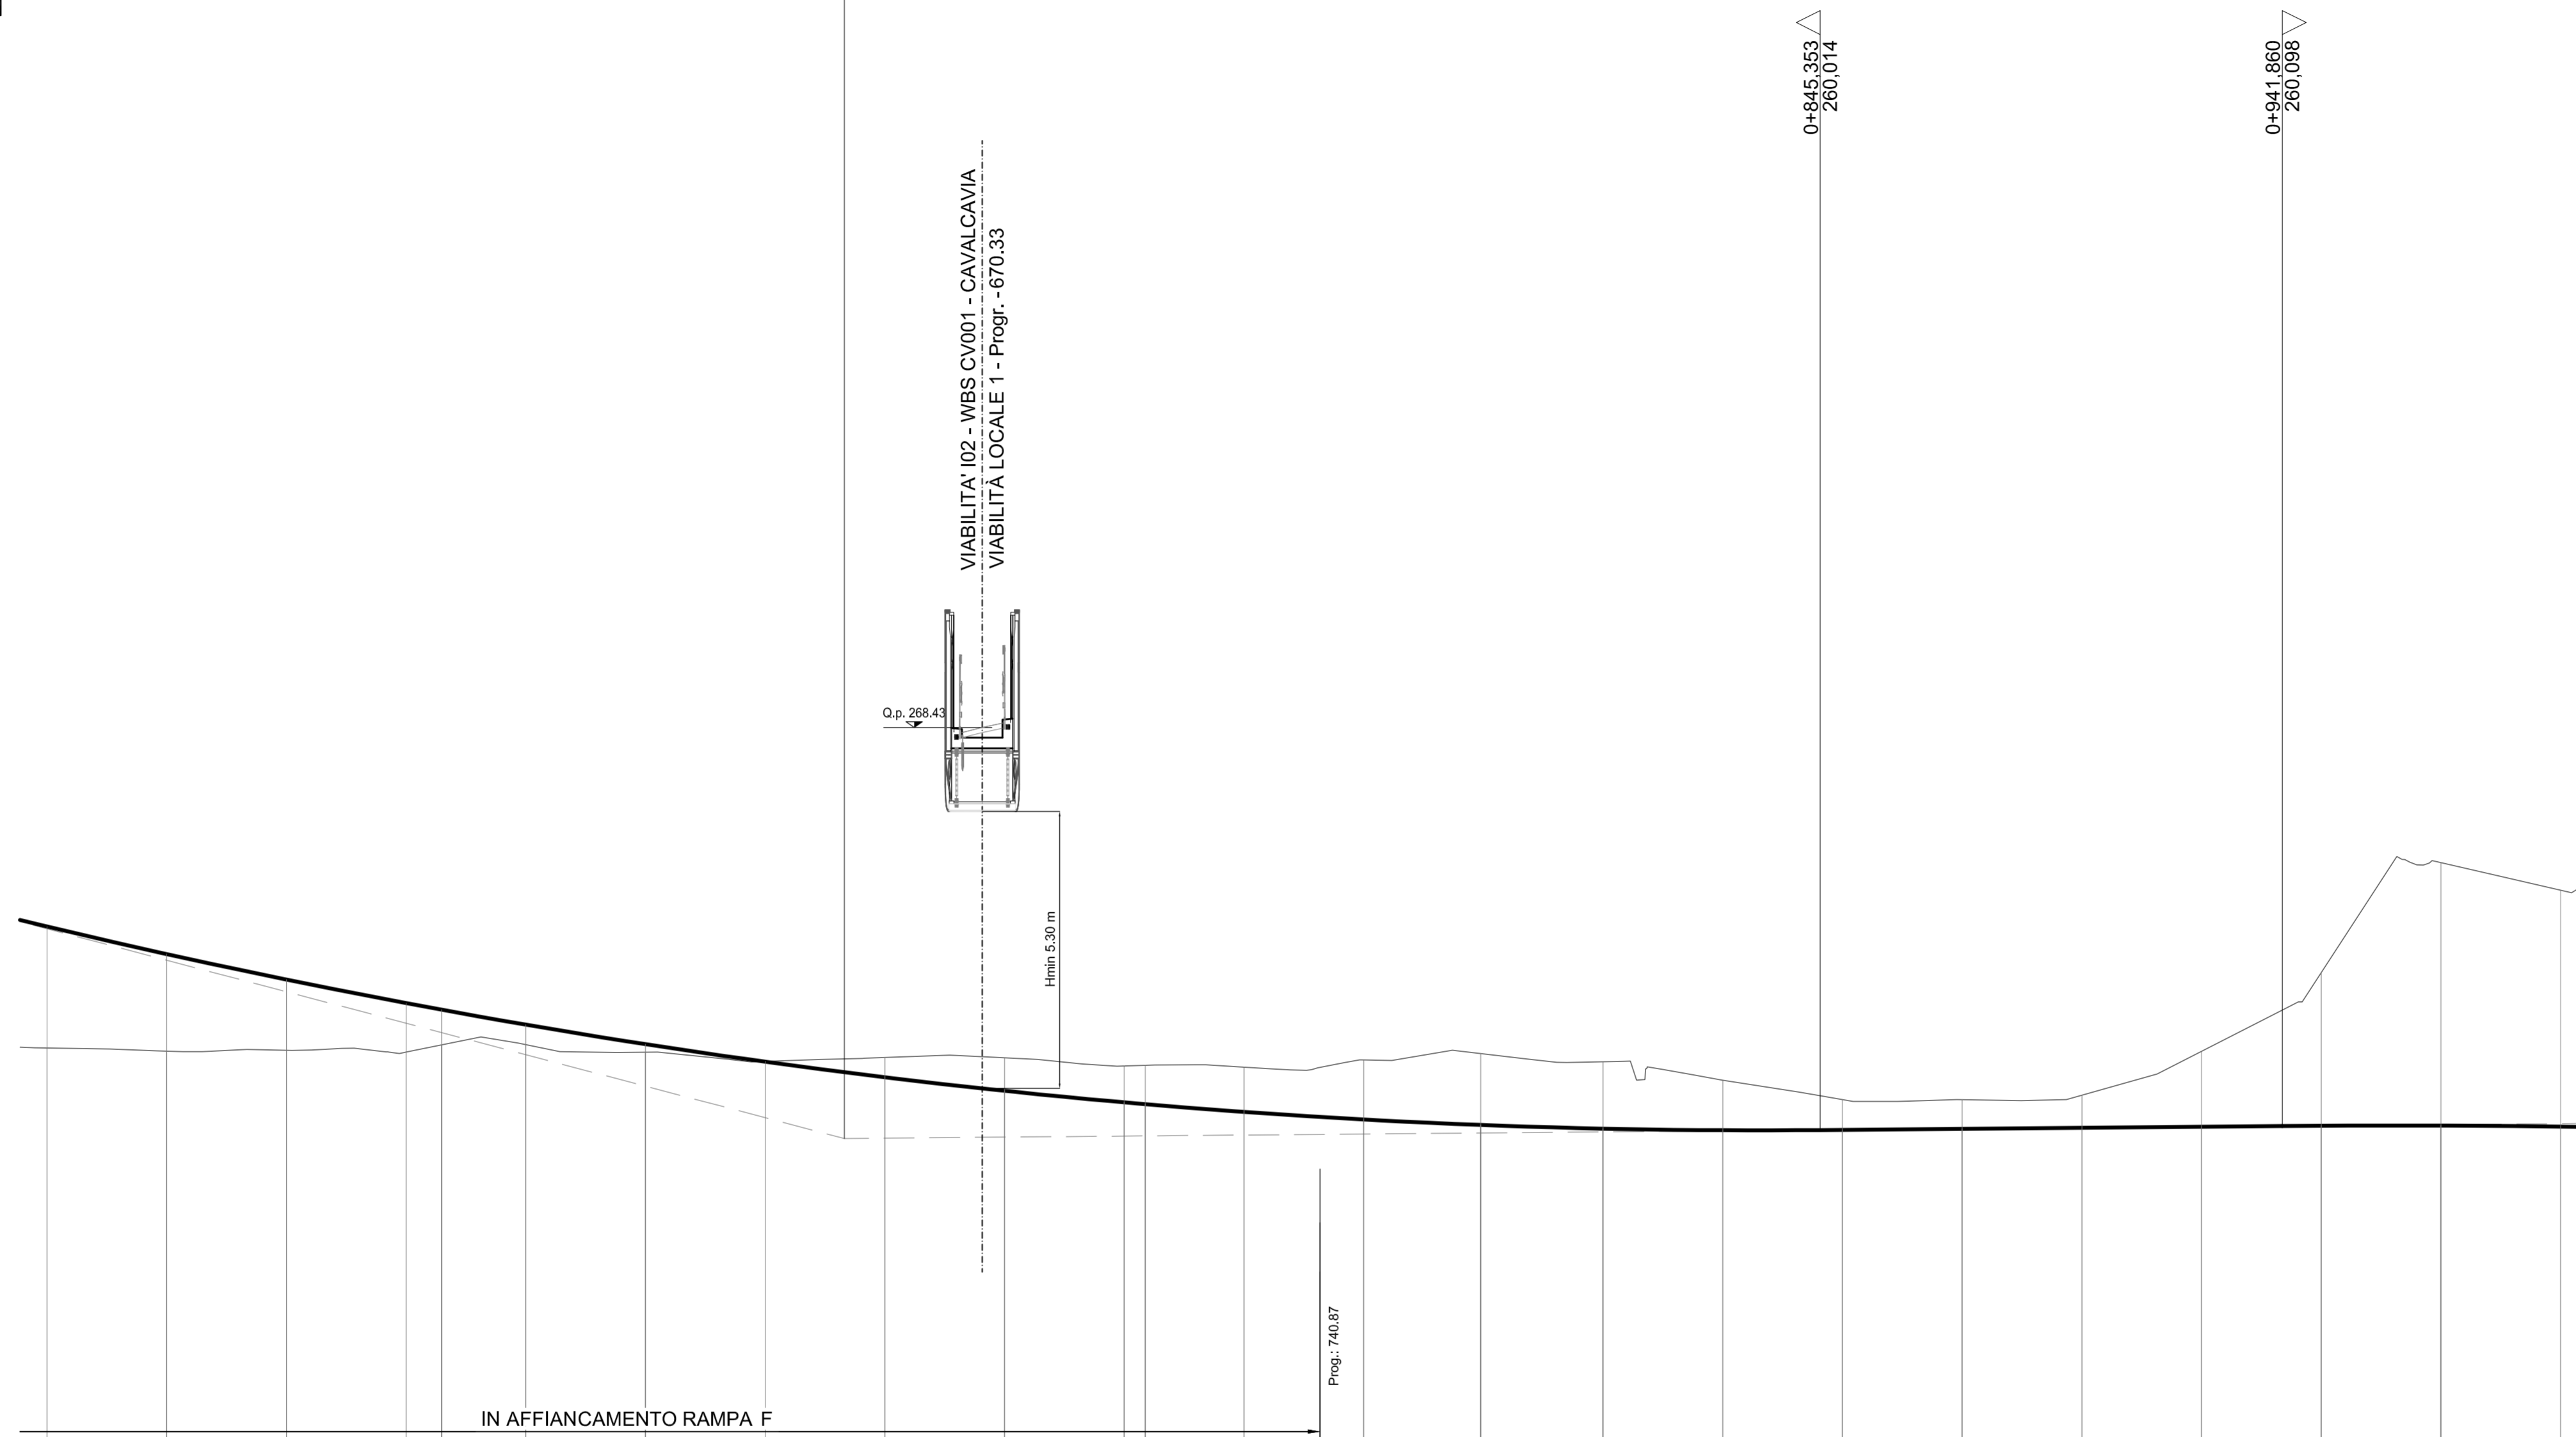 0+845,353
260,014
0+941,860
260,098
VIABILITA' I02 - WBS CV001 - CAVALCAVIA
VIABILITÀ LOCALE 1 - Progr. -670.33
Q.p. 268.43
Hmin 5.30 m
Prog.: 740.87
IN AFFIANCAMENTO RAMPA F